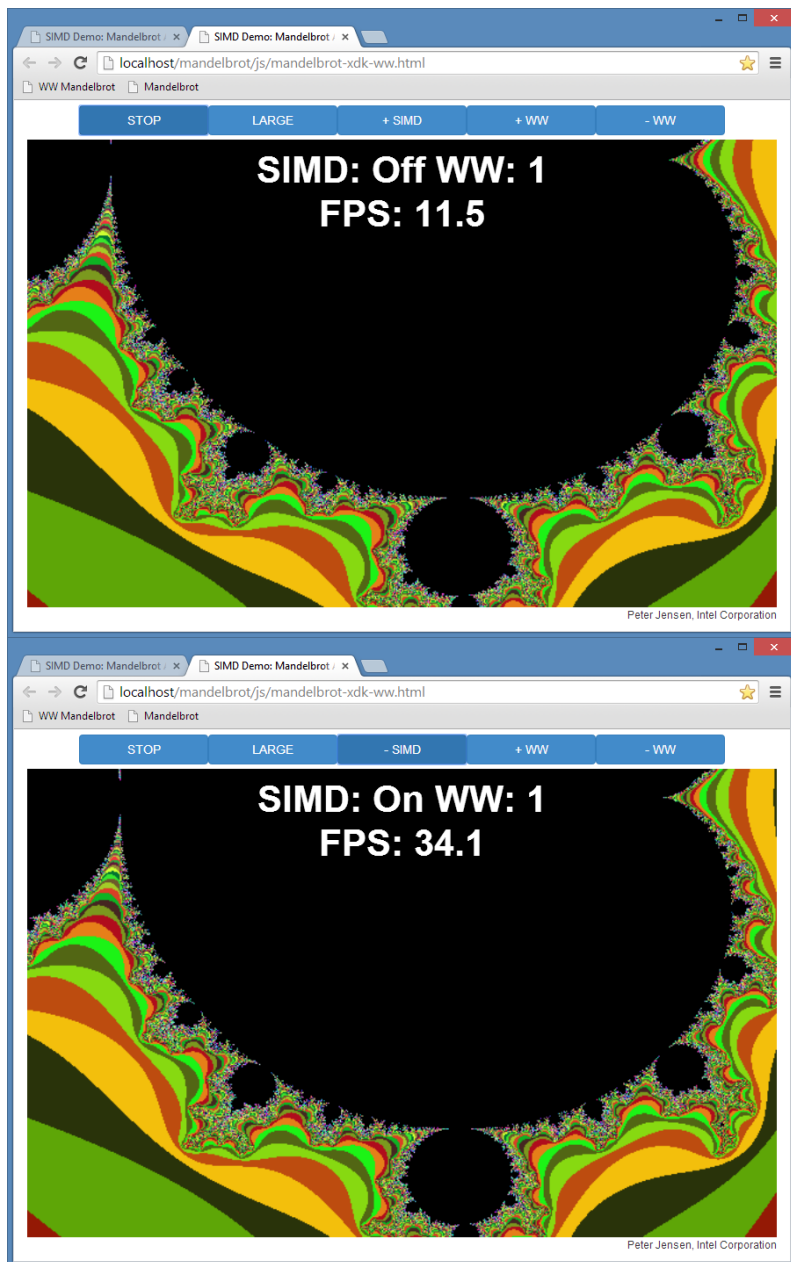 SIMD Demo: Mandelbrot
SIMD Demo: Mandelbrot
localhost/mandelbrot/js/mandelbrot-xdk-ww.html
WW Mandelbrot Mandelbrot
STOP LARGE + SIMD + WW - WW
SIMD: Off WW: 1
FPS: 11.5
Peter Jensen, Intel Corporation
SIMD Demo: Mandelbrot
SIMD Demo: Mandelbrot
localhost/mandelbrot/js/mandelbrot-xdk-ww.html
WW Mandelbrot Mandelbrot
STOP LARGE - SIMD + WW - WW
SIMD: On WW: 1
FPS: 34.1
Peter Jensen, Intel Corporation